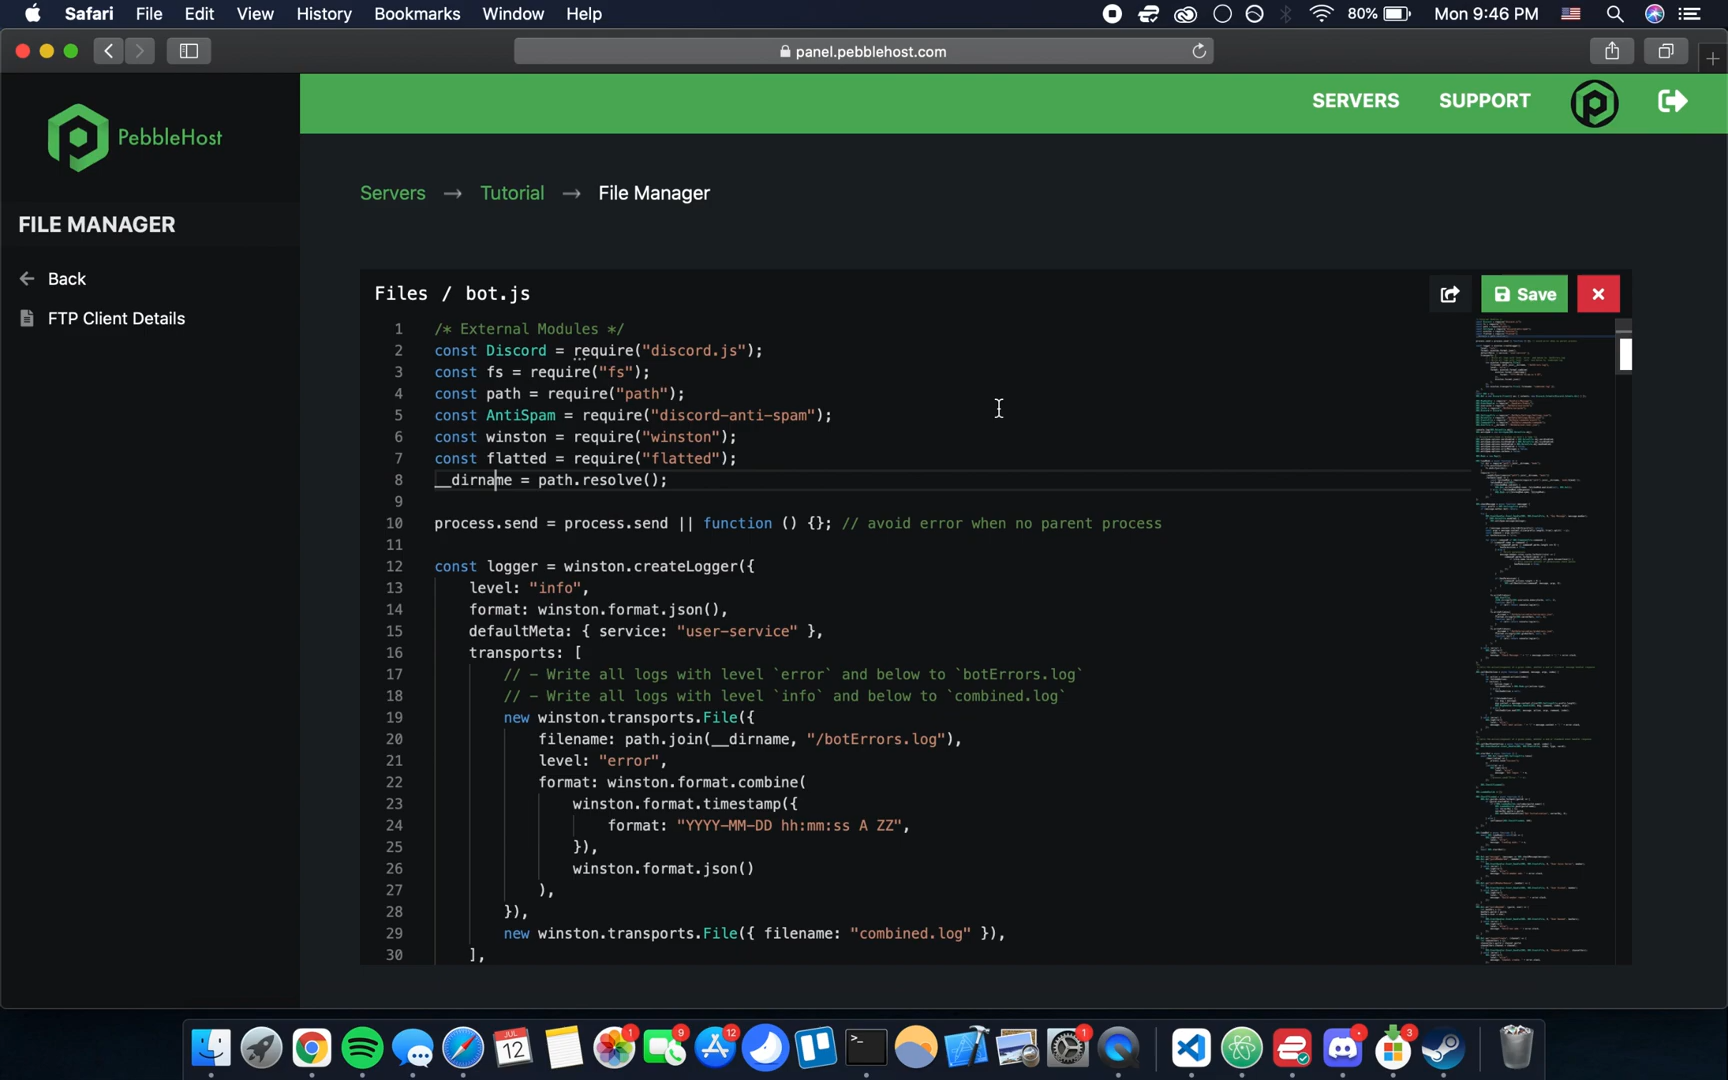 Safari File Edit View History Bookmarks Window Help 80% Mon 9:46 PM
panel.pebblehost.com
SERVERS SUPPORT
PebbleHost
Servers → Tutorial → File Manager
FILE MANAGER
← Back
FTP Client Details
Files / bot.js
Save
1 /* External Modules */
2 const Discord = require("discord.js");
3 const fs = require("fs");
4 const path = require("path");
5 const AntiSpam = require("discord-anti-spam");
6 const winston = require("winston");
7 const flatted = require("flatted");
8 __dirname = path.resolve();
9
10 process.send = process.send || function () {}; // avoid error when no parent process
11
12 const logger = winston.createLogger({
13 level: "info",
14 format: winston.format.json(),
15 defaultMeta: { service: "user-service" },
16 transports: [
17 // – Write all logs with level `error` and below to `botErrors.log`
18 // – Write all logs with level `info` and below to `combined.log`
19 new winston.transports.File({
20 filename: path.join(__dirname, "/botErrors.log"),
21 level: "error",
22 format: winston.format.combine(
23 winston.format.timestamp({
24 format: "YYYY-MM-DD hh:mm:ss A ZZ",
25 }),
26 winston.format.json()
27 ),
28 }),
29 new winston.transports.File({ filename: "combined.log" }),
30 ],
1 9 12 1 3
JUL
12